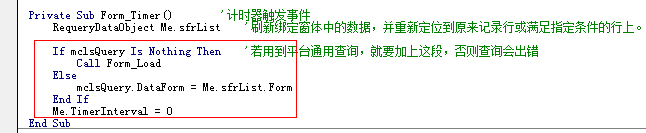 Private Sub Form_Timer() '计时器触发事件
RequeryDataObject Me.sfrList '刷新绑定窗体中的数据，并重新定位到原来记录行或满足指定条件的行上。
If mclsQuery Is Nothing Then '若用到平台通用查询，就要加上这段，否则查询会出错
Call Form_Load
Else
mclsQuery.DataForm = Me.sfrList.Form
End If
Me.TimerInterval = 0
End Sub